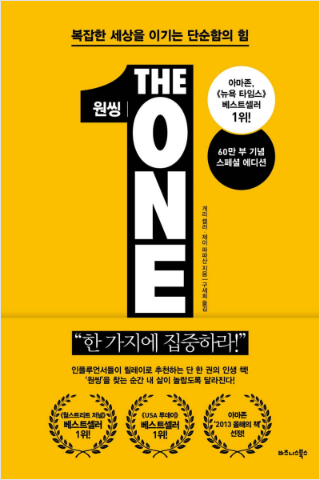 복잡한 세상을 이기는 단순함의 힘
THE
ONE
원씽
1
아마존,
《뉴욕 타임스》
베스트셀러
1위!
60만 부 기념
스페셜 에디션
게리 켈러·제이 파파산 지음 | 구세희 옮김
“한 가지에 집중하라!”
인플루언서들이 릴레이로 추천하는 단 한 권의 인생 책!
‘원씽’을 찾는 순간 내 삶이 놀랍도록 달라진다!
《월스트리트 저널》
베스트셀러
1위!
《USA 투데이》
베스트셀러
1위!
아마존
‘2013 올해의 책’
선정!
비즈니스북스